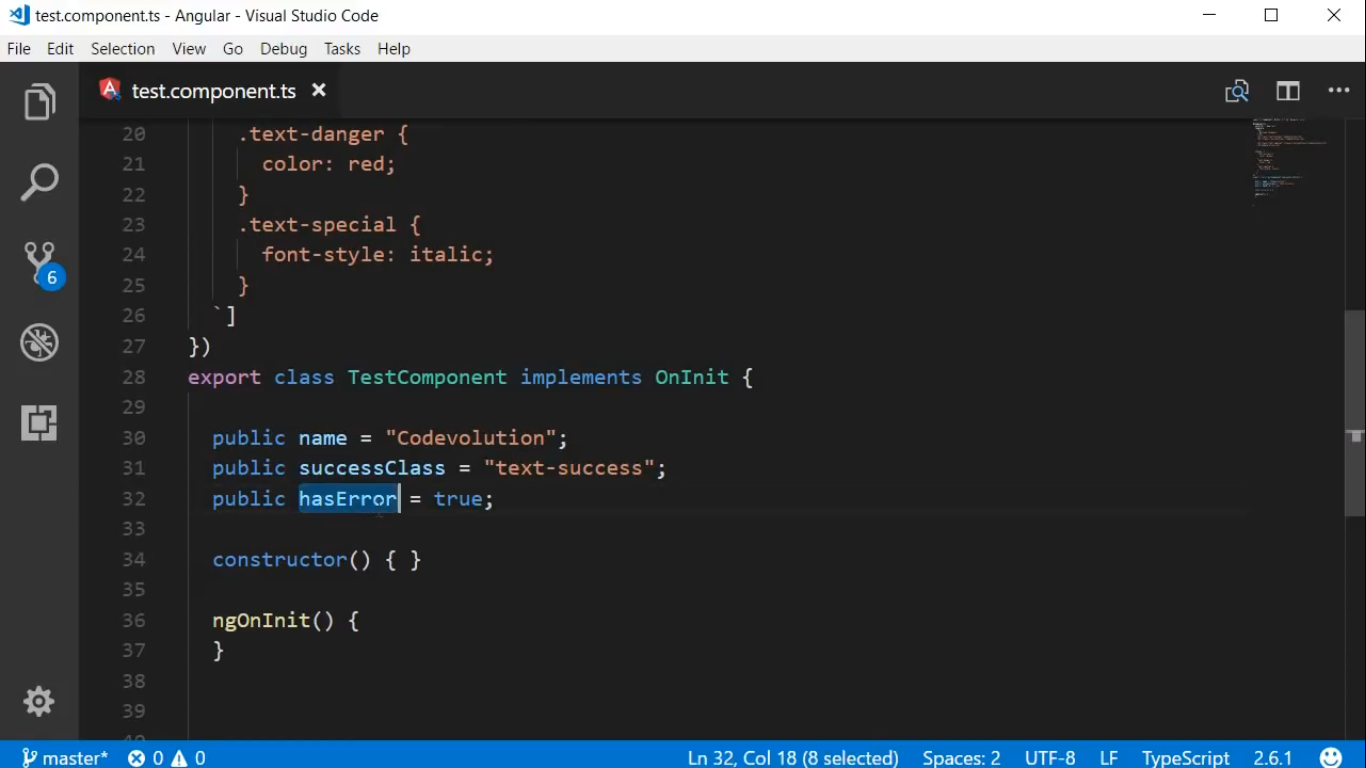 test.component.ts - Angular - Visual Studio Code
File Edit Selection View Go Debug Tasks Help
test.component.ts
20 .text-danger {
21 color: red;
22 }
23 .text-special {
24 font-style: italic;
25 }
26 `]
27 })
28 export class TestComponent implements OnInit {
29
30 public name = "Codevolution";
31 public successClass = "text-success";
32 public hasError = true;
33
34 constructor() { }
35
36 ngOnInit() {
37 }
38
39
6
master* 0 0 Ln 32, Col 18 (8 selected) Spaces: 2 UTF-8 LF TypeScript 2.6.1